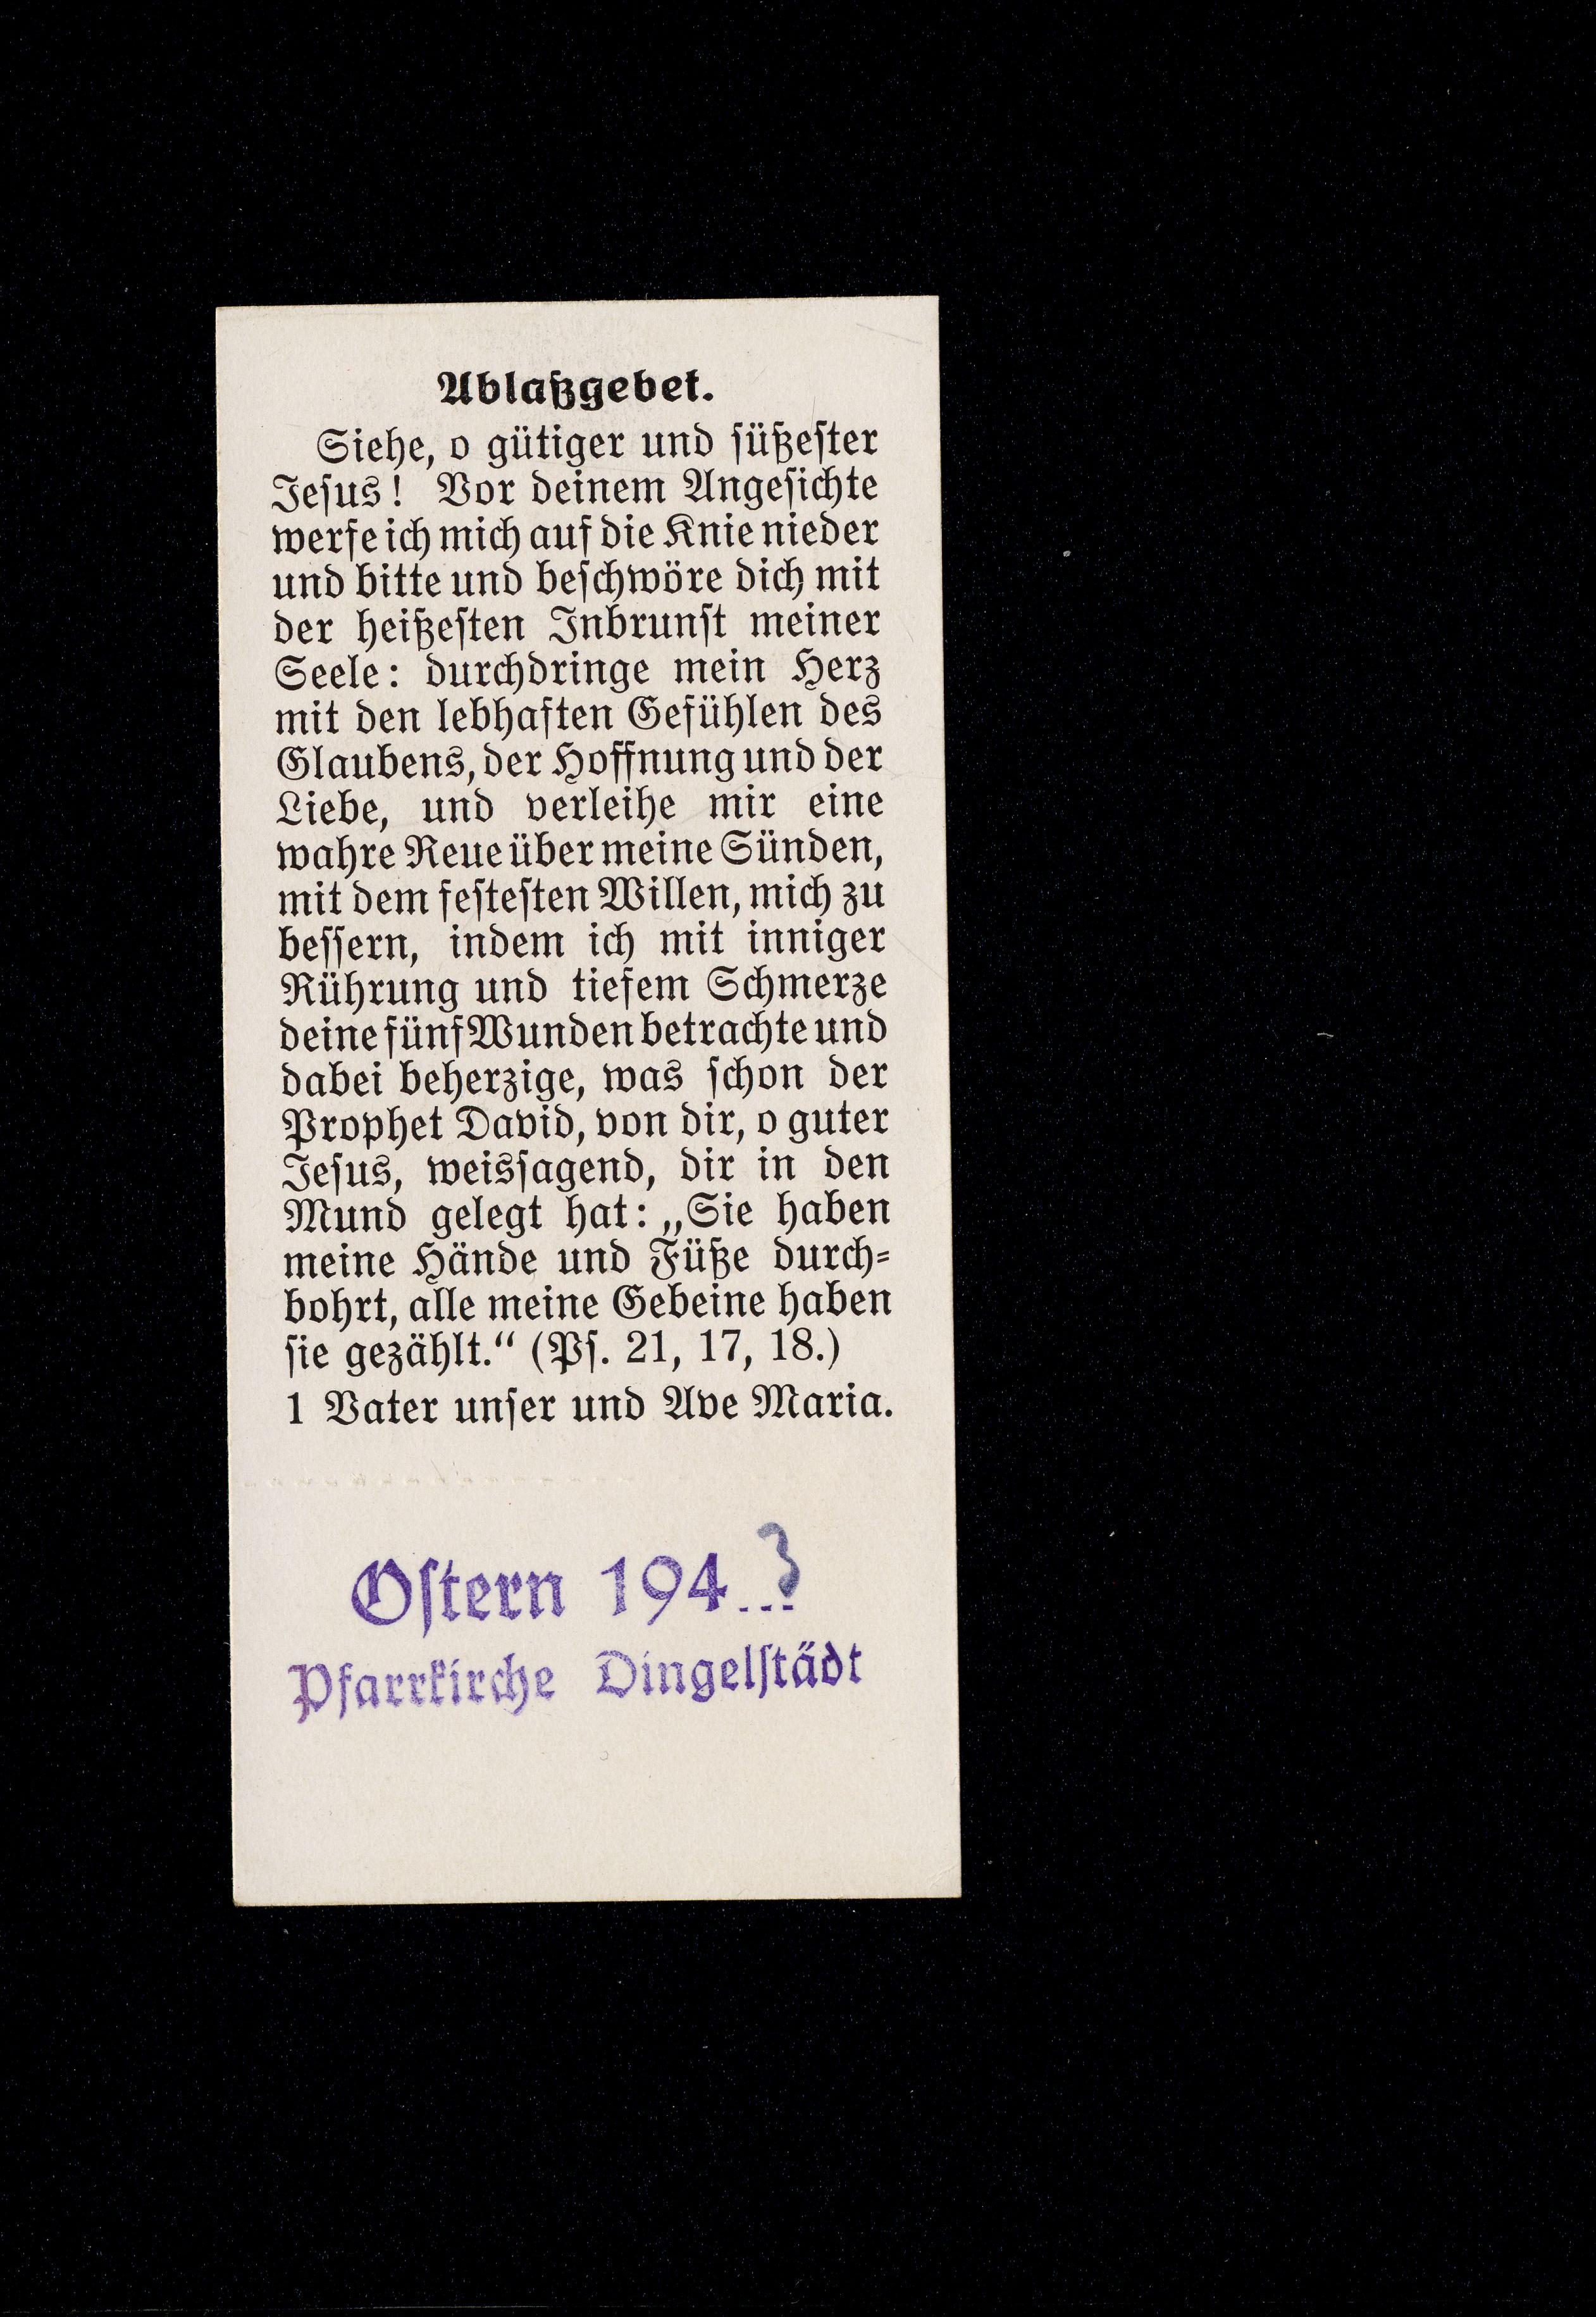 Ablaßgebet.
Siehe, o gütiger und süßester
Jesus! Vor deinem Angesichte
werfe ich mich auf die Knie nieder
und bitte und beschwöre dich mit
der heißesten Inbrunst meiner
Seele: durchdringe mein Herz
mit den lebhaften Gefühlen des
Glaubens, der Hoffnung und der
Liebe, und verleihe mir eine
wahre Reue über meine Sünden,
mit dem festesten Willen, mich zu
bessern, indem ich mit inniger
Rührung und tiefem Schmerze
deine fünf Wunden betrachte und
dabei beherzige, was schon der
Prophet David, von dir, o guter
Jesus, weissagend, dir in den
Mund gelegt hat: „Sie haben
meine Hände und Füße durch-
bohrt, alle meine Gebeine haben
sie gezählt.“ (Ps. 21, 17, 18.)
1 Vater unser und Ave Maria.
Ostern 194...3
Pfarrkirche Dingelstädt